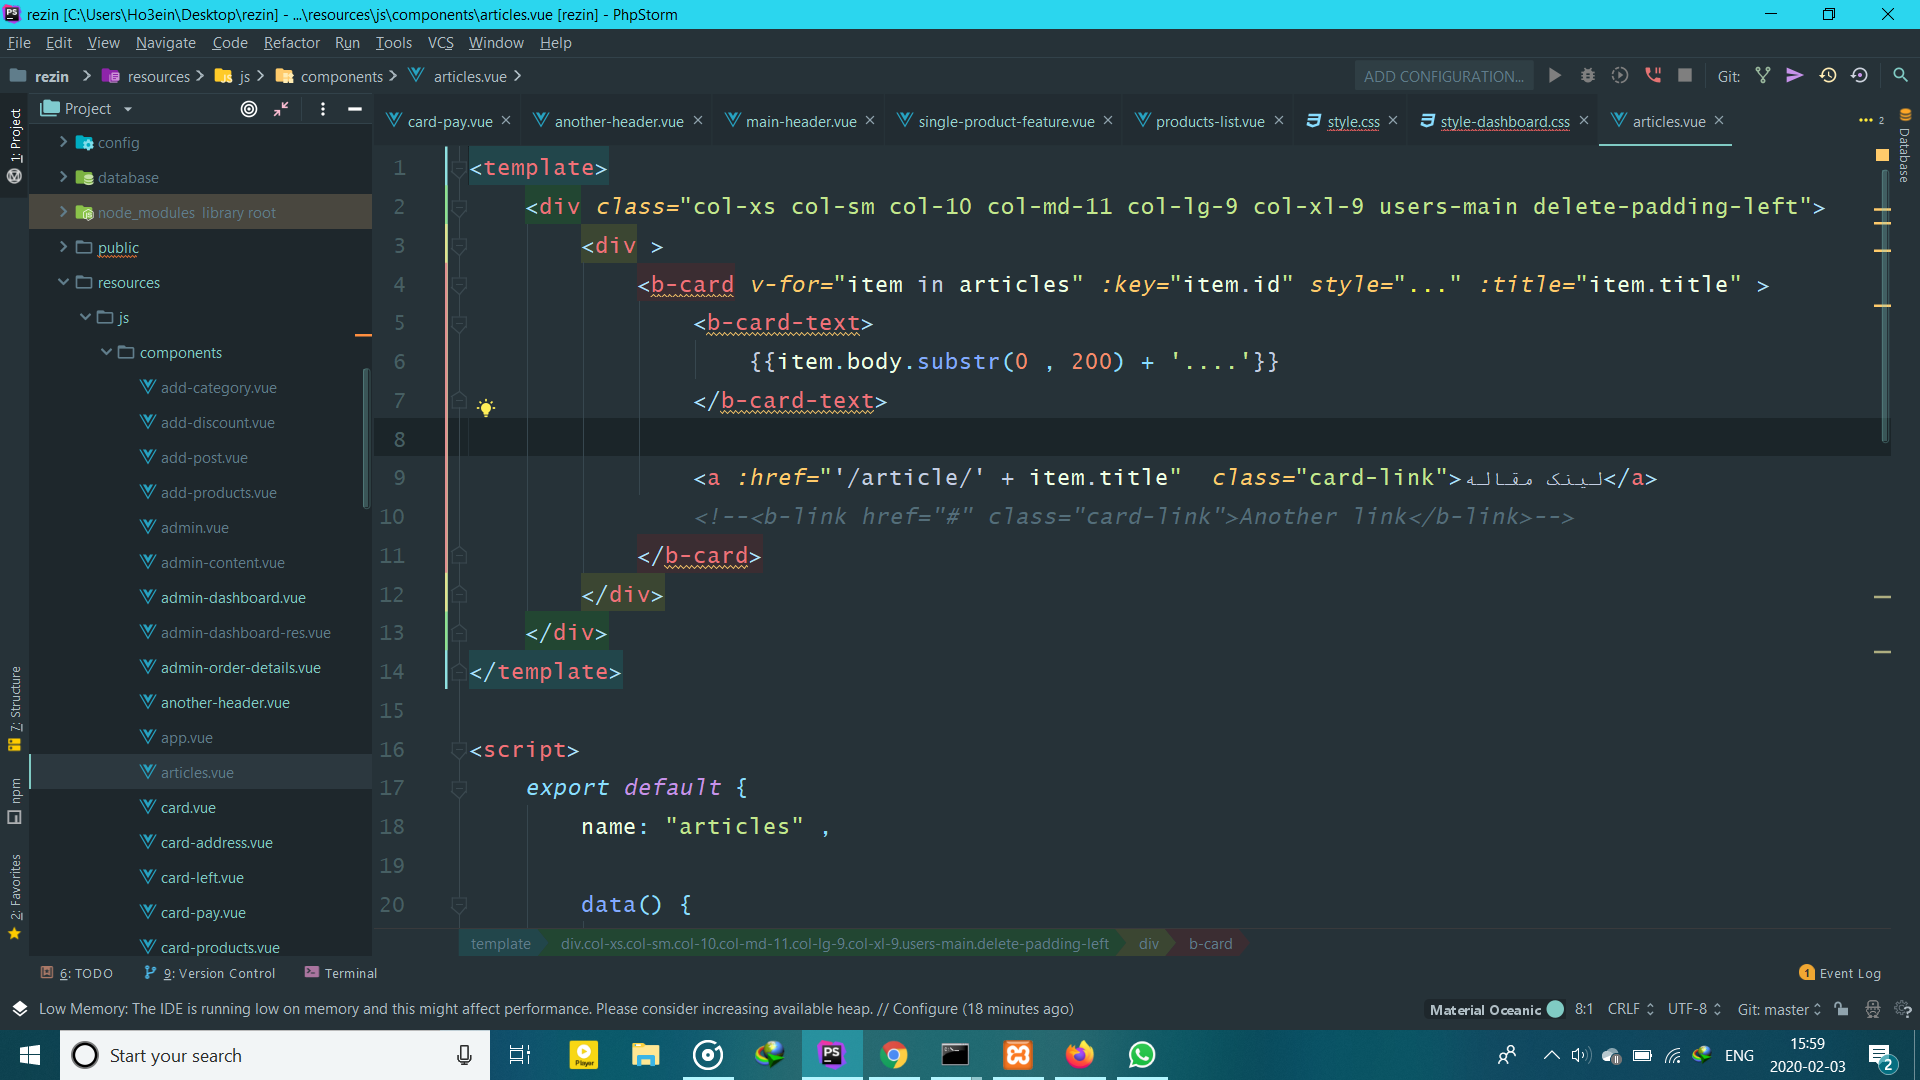 rezin [C:\Users\Ho3ein\Desktop\rezin] - ...\resources\js\components\articles.vue [rezin] - PhpStorm
File Edit View Navigate Code Refactor Run Tools VCS Window Help
rezin resources js components articles.vue
ADD CONFIGURATION... Git:
Project
card-pay.vue another-header.vue main-header.vue single-product-feature.vue products-list.vue style.css style-dashboard.css articles.vue 2
1: Project
7: Structure
npm
2: Favorites
Database
config
database
node_modules library root
public
resources
js
components
add-category.vue
add-discount.vue
add-post.vue
add-products.vue
admin.vue
admin-content.vue
admin-dashboard.vue
admin-dashboard-res.vue
admin-order-details.vue
another-header.vue
app.vue
articles.vue
card.vue
card-address.vue
card-left.vue
card-pay.vue
card-products.vue
1 <template>
2 <div class="col-xs col-sm col-10 col-md-11 col-lg-9 col-xl-9 users-main delete-padding-left">
3 <div >
4 <b-card v-for="item in articles" :key="item.id" style="..." :title="item.title" >
5 <b-card-text>
6 {{item.body.substr(0 , 200) + '....'}}
7 </b-card-text>
8
9 <a :href="'/article/' + item.title" class="card-link">لینک مقاله</a>
10 <!--<b-link href="#" class="card-link">Another link</b-link>-->
11 </b-card>
12 </div>
13 </div>
14 </template>
15
16 <script>
17 export default {
18 name: "articles" ,
19
20 data() {
template div.col-xs.col-sm.col-10.col-md-11.col-lg-9.col-xl-9.users-main.delete-padding-left div b-card
6: TODO 9: Version Control Terminal 1 Event Log
Low Memory: The IDE is running low on memory and this might affect performance. Please consider increasing available heap. // Configure (18 minutes ago) Material Oceanic 8:1 CRLF UTF-8 Git: master
Start your search Player PS ENG 15:59
2020-02-03 2